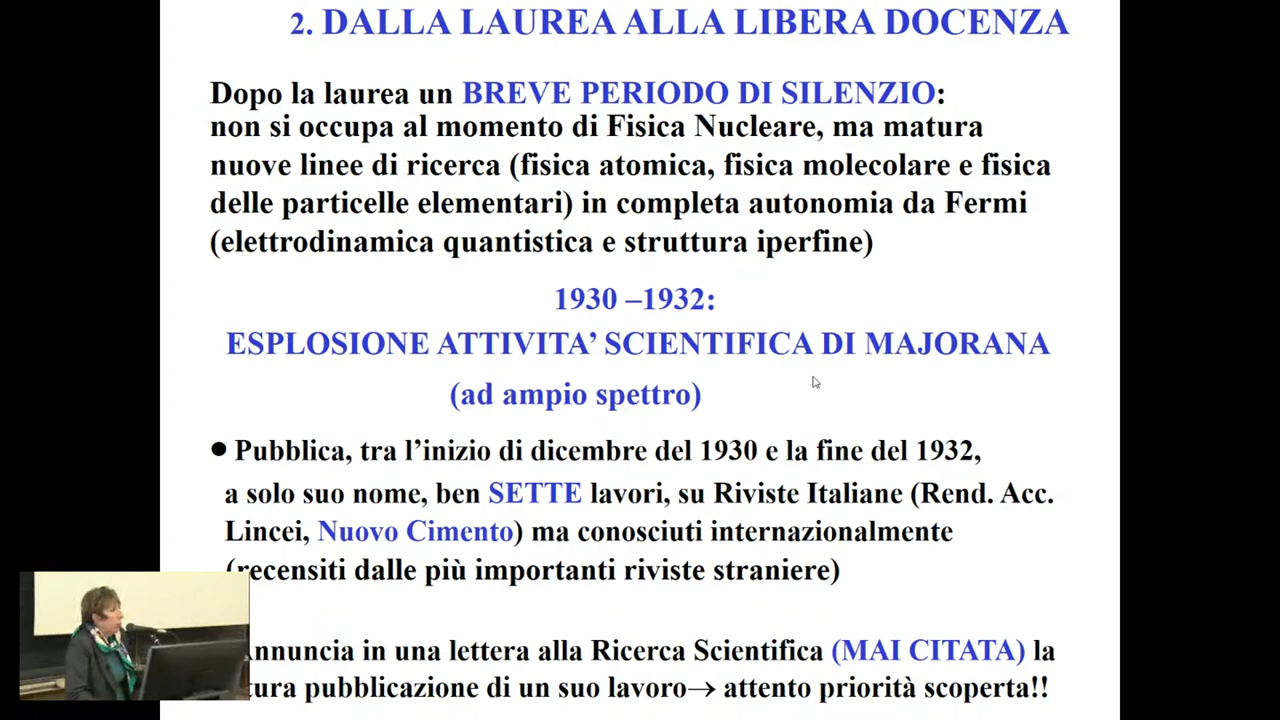 2. DALLA LAUREA ALLA LIBERA DOCENZA
Dopo la laurea un BREVE PERIODO DI SILENZIO:
non si occupa al momento di Fisica Nucleare, ma matura
nuove linee di ricerca (fisica atomica, fisica molecolare e fisica
delle particelle elementari) in completa autonomia da Fermi
(elettrodinamica quantistica e struttura iperfine)
1930 –1932:
ESPLOSIONE ATTIVITA’ SCIENTIFICA DI MAJORANA
(ad ampio spettro)
● Pubblica, tra l’inizio di dicembre del 1930 e la fine del 1932,
a solo suo nome, ben SETTE lavori, su Riviste Italiane (Rend. Acc.
Lincei, Nuovo Cimento) ma conosciuti internazionalmente
(recensiti dalle più importanti riviste straniere)
Annuncia in una lettera alla Ricerca Scientifica (MAI CITATA) la
tura pubblicazione di un suo lavoro→ attento priorità scoperta!!